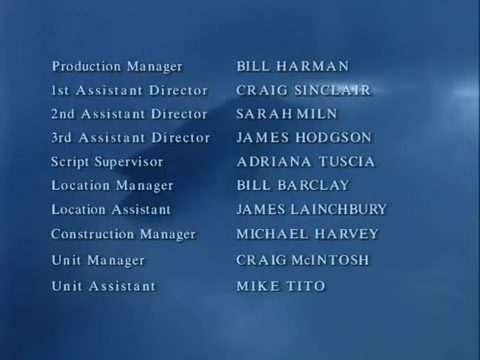 Production Manager BILL HARMAN
1st Assistant Director CRAIG SINCLAIR
2nd Assistant Director SARAH MILN
3rd Assistant Director JAMES HODGSON
Script Supervisor ADRIANA TUSCIA
Location Manager BILL BARCLAY
Location Assistant JAMES LAINCHBURY
Construction Manager MICHAEL HARVEY
Unit Manager CRAIG McINTOSH
Unit Assistant MIKE TITO